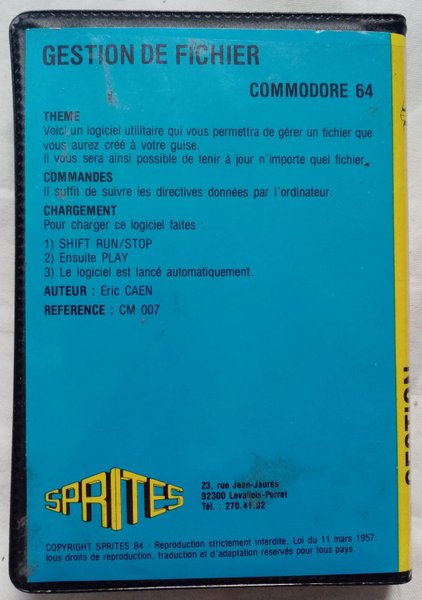 GESTION DE FICHIER
COMMODORE 64
THEME
Voici un logiciel utilitaire qui vous permettra de gérer un fichier que
vous aurez créé à votre guise.
Il vous sera ainsi possible de tenir à jour n'importe quel fichier.
COMMANDES
Il suffit de suivre les directives données par l'ordinateur.
CHARGEMENT
Pour charger ce logiciel faites :
1) SHIFT RUN/STOP
2) Ensuite PLAY
3) Le logiciel est lancé automatiquement.
AUTEUR : Eric CAEN
REFERENCE : CM 007
GESTION
SPRITES
23, rue Jean-Jaurès
92300 Levallois-Perret
Tél. : 270.41.02
COPYRIGHT SPRITES 84 - Reproduction strictement interdite, Loi du 11 mars 1957,
tous droits de reproduction, traduction et d'adaptation réservés pour tous pays.